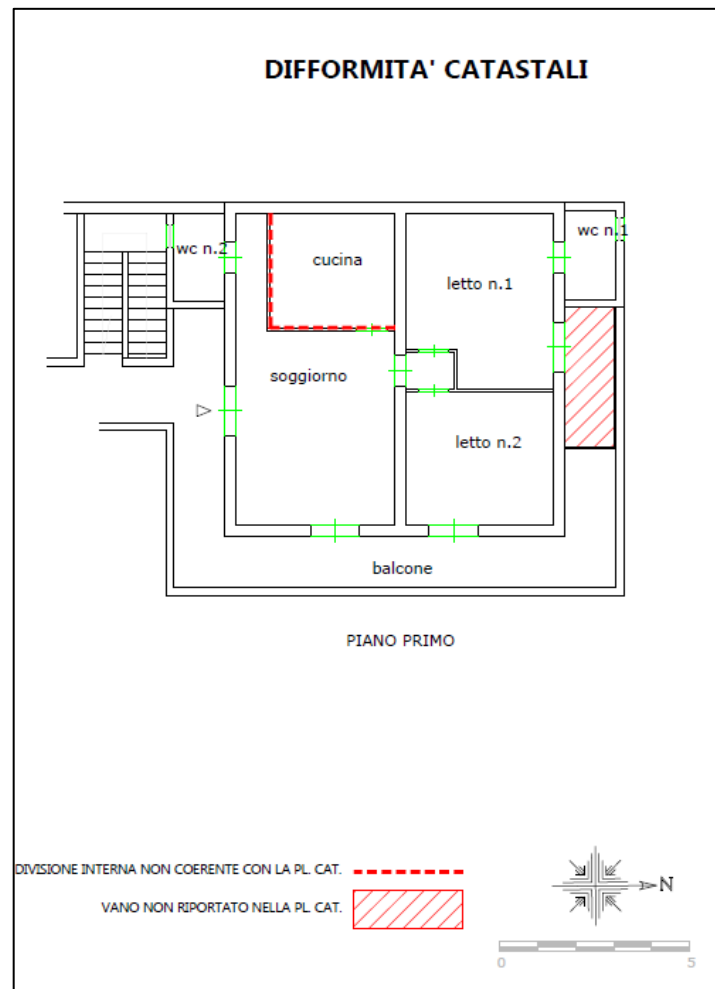 DIFFORMITA' CATASTALI
wc n.1
wc n.2
cucina
letto n.1
soggiorno
letto n.2
balcone
PIANO PRIMO
DIVISIONE INTERNA NON COERENTE CON LA PL. CAT.
N
VANO NON RIPORTATO NELLA PL. CAT.
0 5